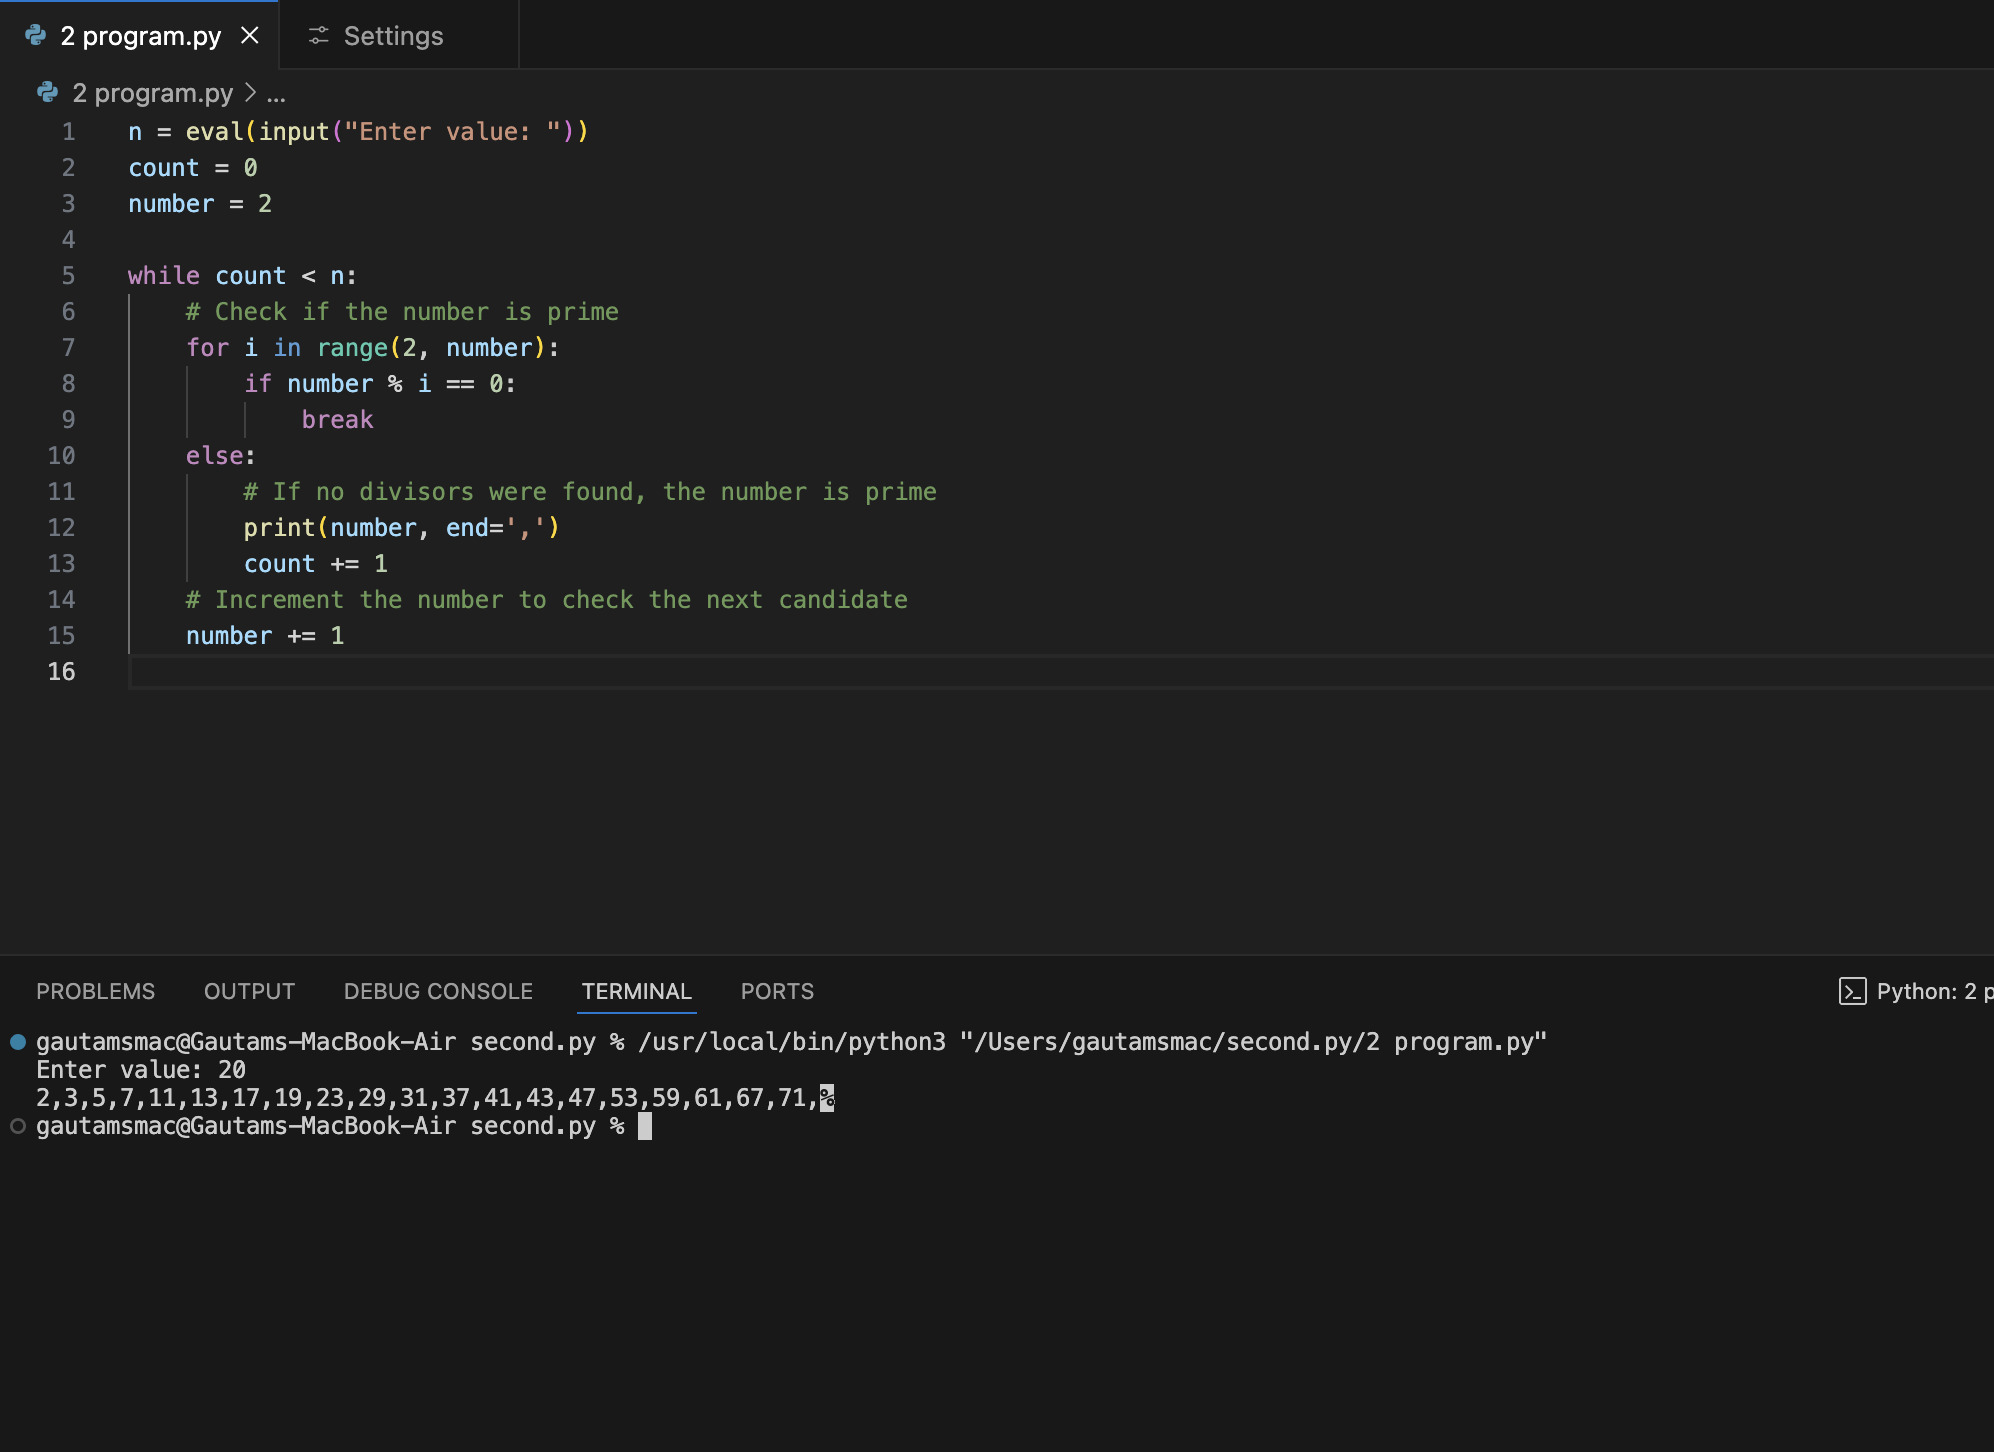 2 program.py
Settings
2 program.py > ...
1 n = eval(input("Enter value: "))
2 count = 0
3 number = 2
4
5 while count < n:
6     # Check if the number is prime
7     for i in range(2, number):
8         if number % i == 0:
9             break
10     else:
11         # If no divisors were found, the number is prime
12         print(number, end=',')
13         count += 1
14     # Increment the number to check the next candidate
15     number += 1
16
PROBLEMS OUTPUT DEBUG CONSOLE TERMINAL PORTS Python: 2 p
gautamsmac@Gautams-MacBook-Air second.py % /usr/local/bin/python3 "/Users/gautamsmac/second.py/2 program.py"
Enter value: 20
2,3,5,7,11,13,17,19,23,29,31,37,41,43,47,53,59,61,67,71,%
gautamsmac@Gautams-MacBook-Air second.py %